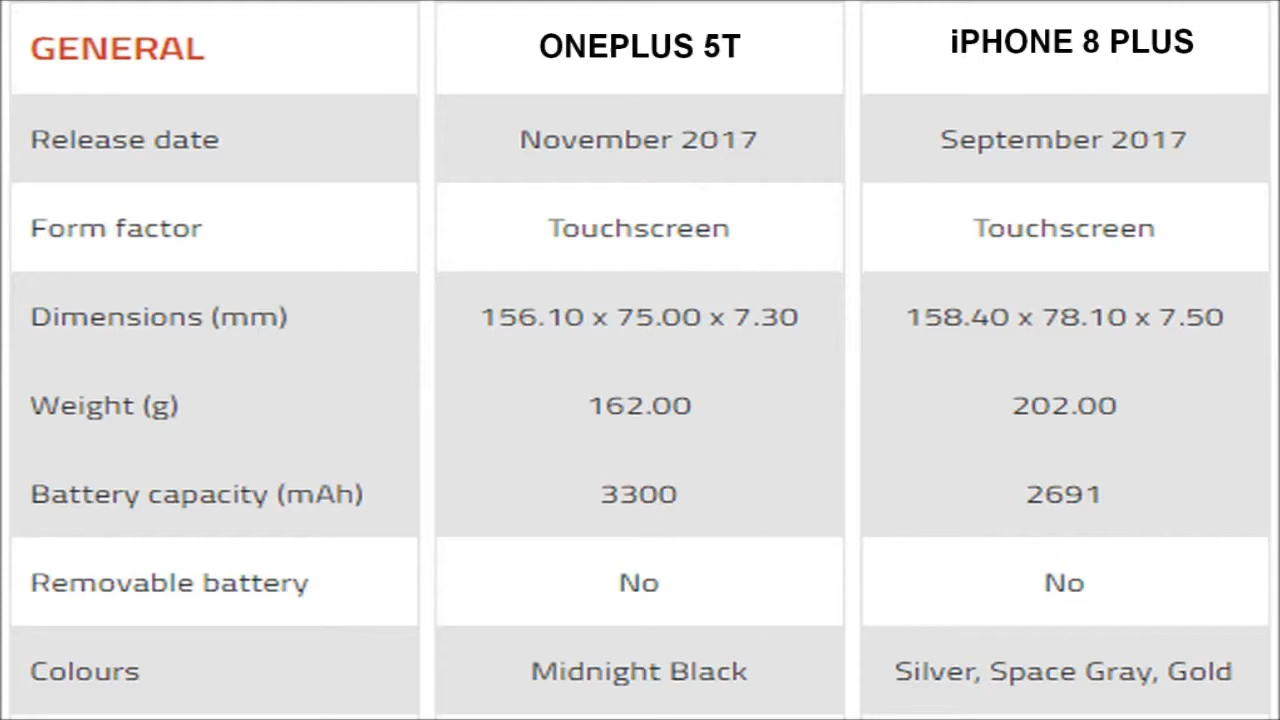 GENERAL ONEPLUS 5T iPHONE 8 PLUS
Release date November 2017 September 2017
Form factor Touchscreen Touchscreen
Dimensions (mm) 156.10 x 75.00 x 7.30 158.40 x 78.10 x 7.50
Weight (g) 162.00 202.00
Battery capacity (mAh) 3300 2691
Removable battery No No
Colours Midnight Black Silver, Space Gray, Gold